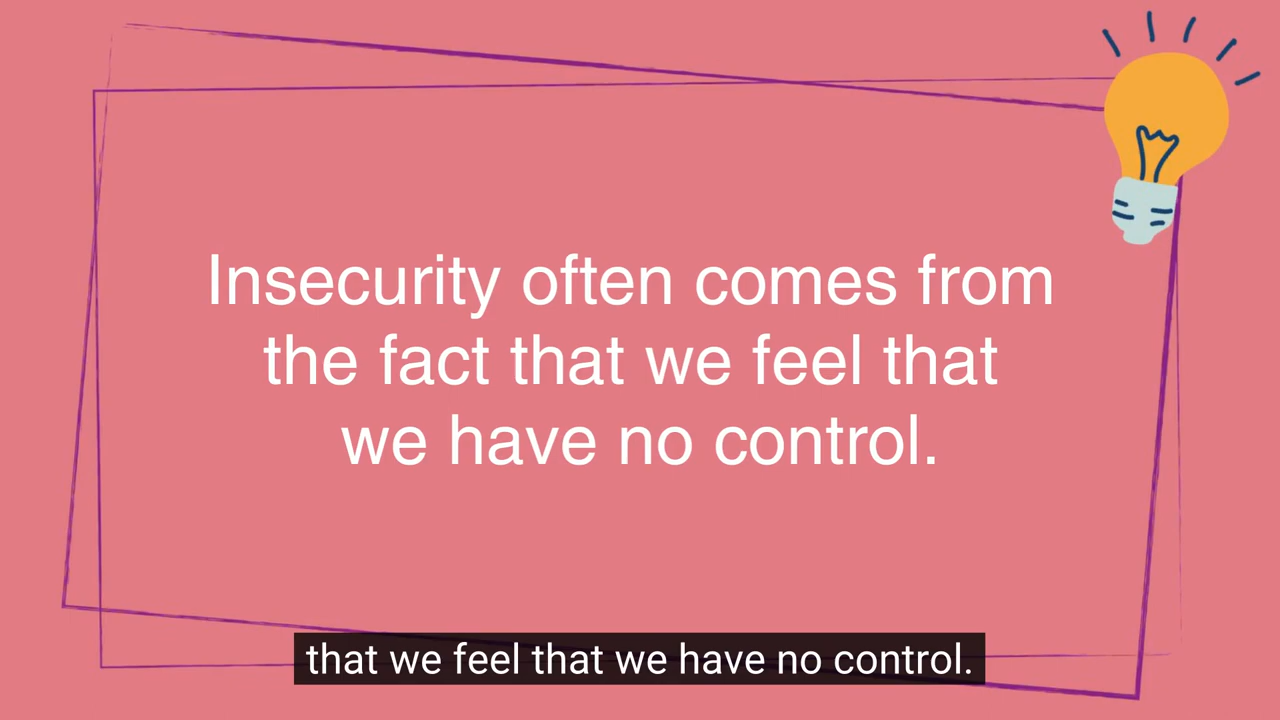 Insecurity often comes from
the fact that we feel that
we have no control.
that we feel that we have no control.